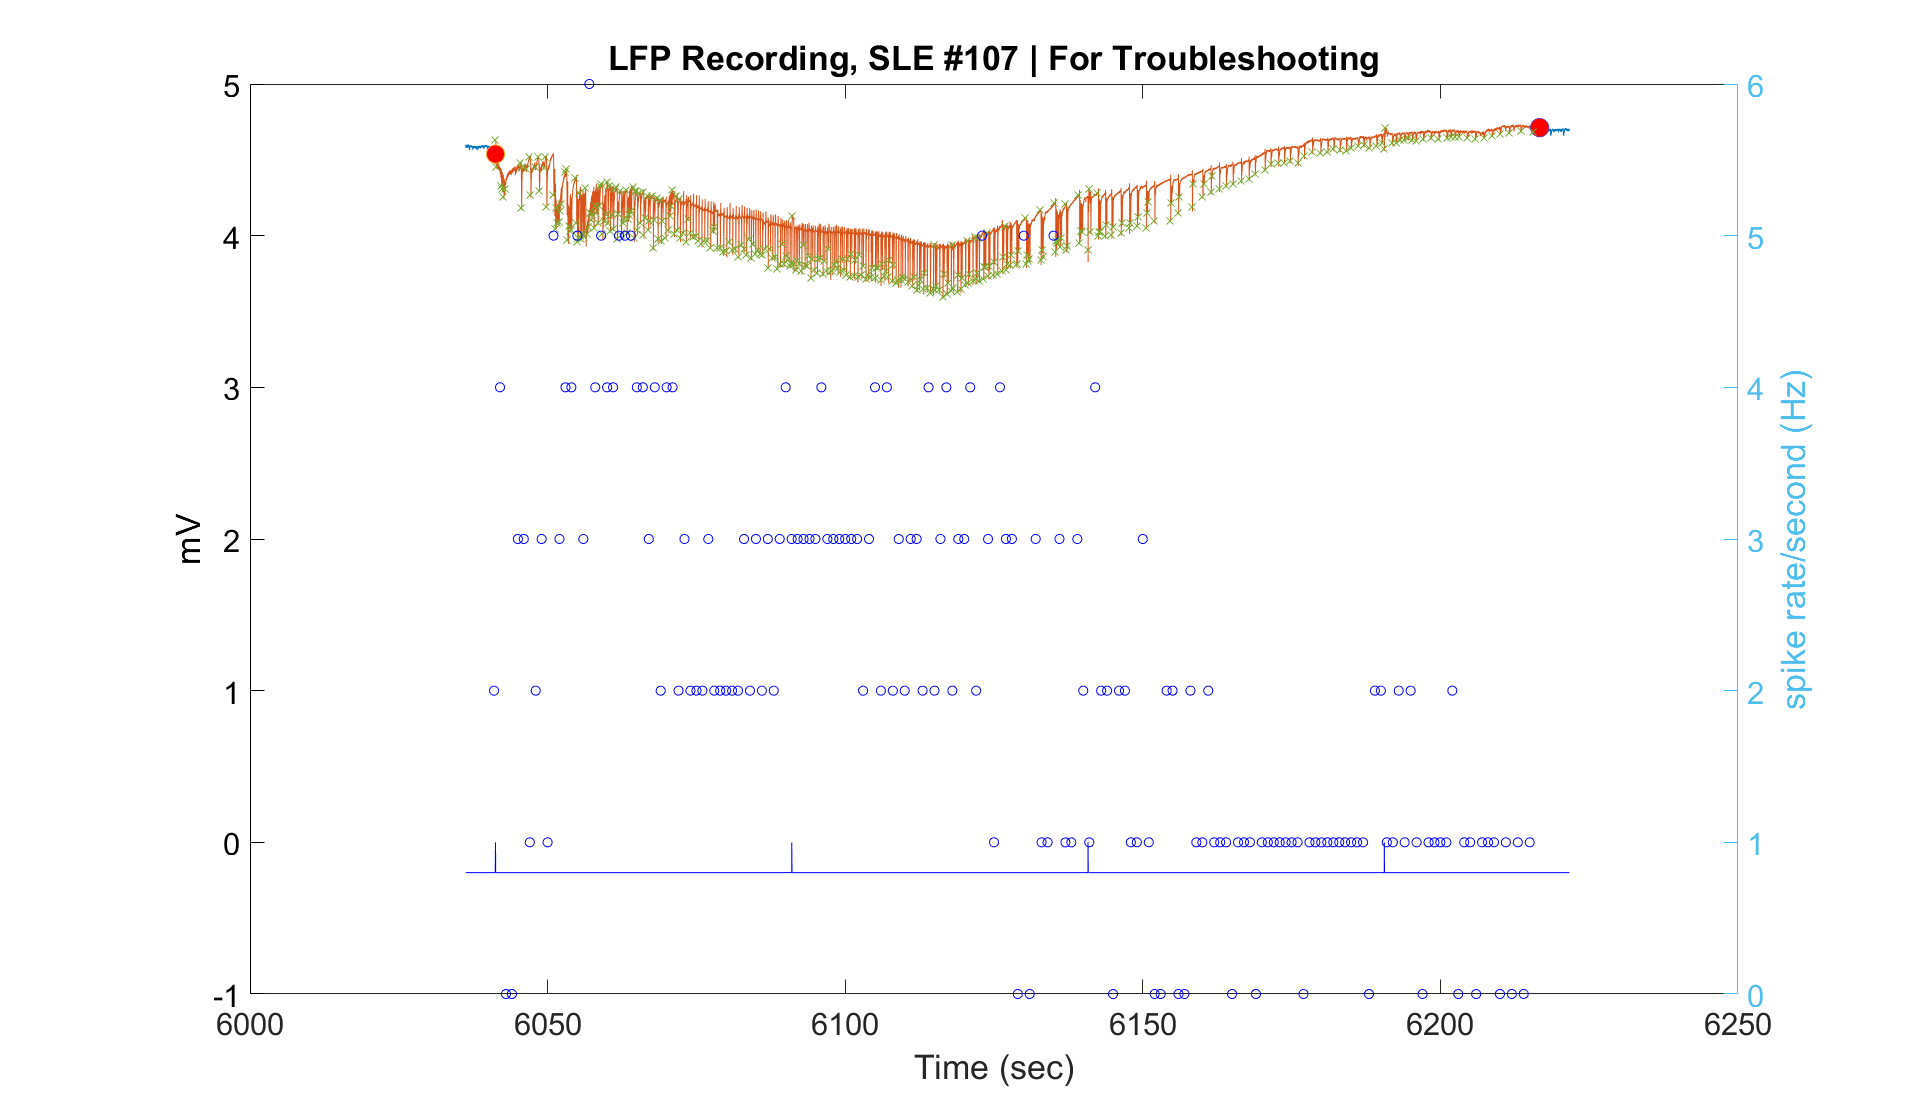 LFP Recording, SLE #107 | For Troubleshooting
5
4
3
2
1
0
-1
mV
6
5
4
3
2
1
0
spike rate/second (Hz)
6000 6050 6100 6150 6200 6250
Time (sec)